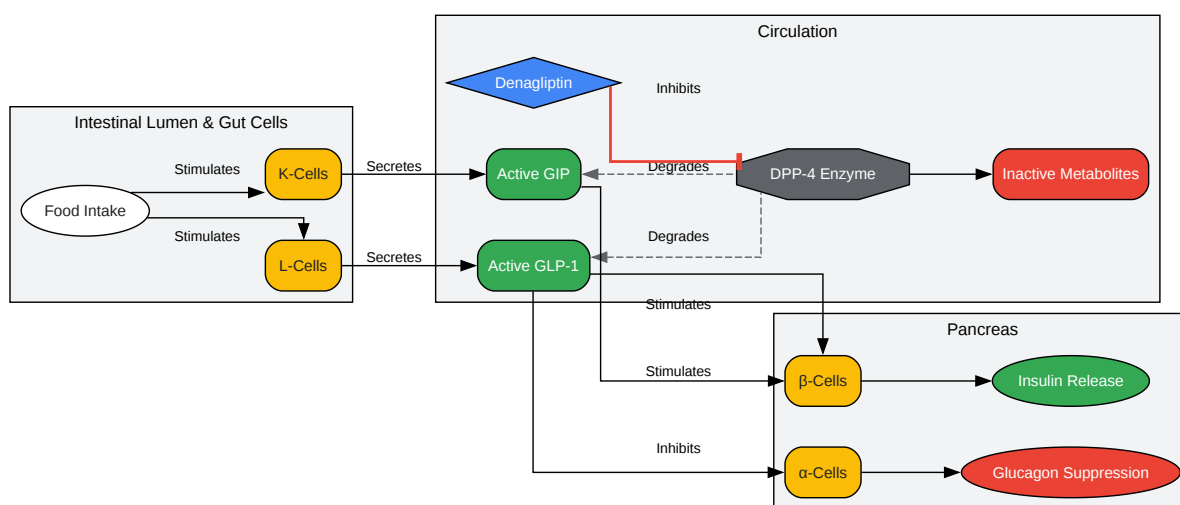 Circulation
Denagliptin
Inhibits
Intestinal Lumen & Gut Cells
Stimulates
K-Cells
Secretes
Active GIP
Degrades
DPP-4 Enzyme
Inactive Metabolites
Food Intake
Stimulates
Degrades
L-Cells
Secretes
Active GLP-1
Stimulates
Pancreas
Stimulates
β-Cells
Insulin Release
Inhibits
α-Cells
Glucagon Suppression